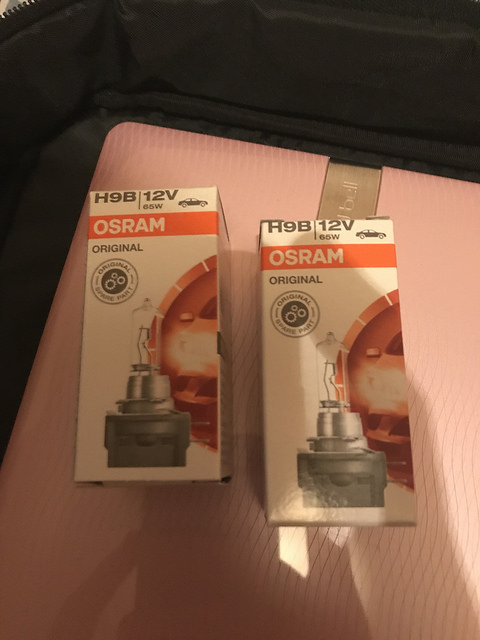 H9B 12V
65W
OSRAM
ORIGINAL
ORIGINAL
SPARE PART
H9B 12V
65W
OSRAM
ORIGINAL
ORIGINAL
SPARE PART